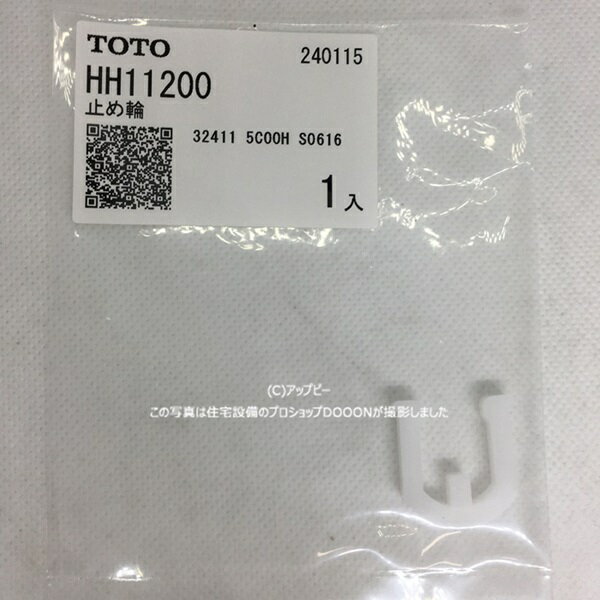 TOTO 240115
HH11200
止め輪
32411 5C00H S0616
1入
(C)アップビー
この写真は住宅設備のプロショップDOOONが撮影しました